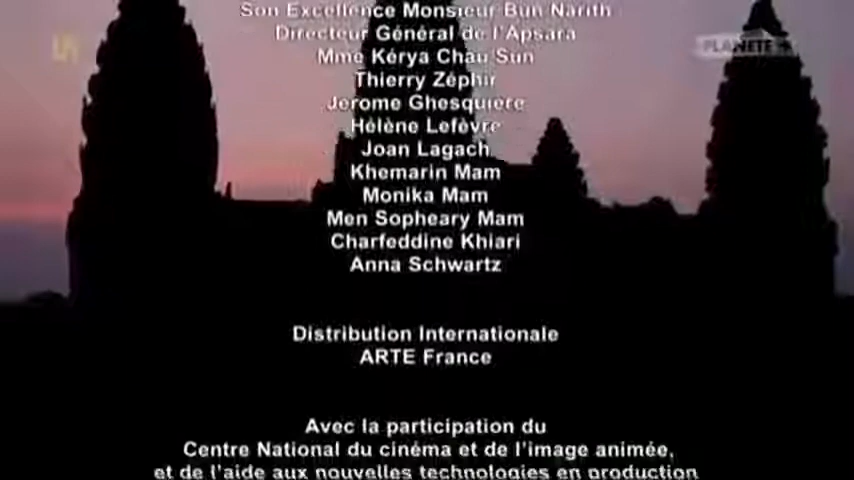 Son Excellence Monsieur Bun Narith
Directeur Général de l'Apsara
Mme Kérya Chau Sun
Thierry Zéphir
Jerome Ghesquière
Hélène Lefèvre
Joan Lagach
Khemarin Mam
Monika Mam
Men Sopheary Mam
Charfeddine Khiari
Anna Schwartz
Distribution Internationale
ARTE France
Avec la participation du
Centre National du cinéma et de l'image animée,
et de l'aide aux nouvelles technologies en production
PLANETE+